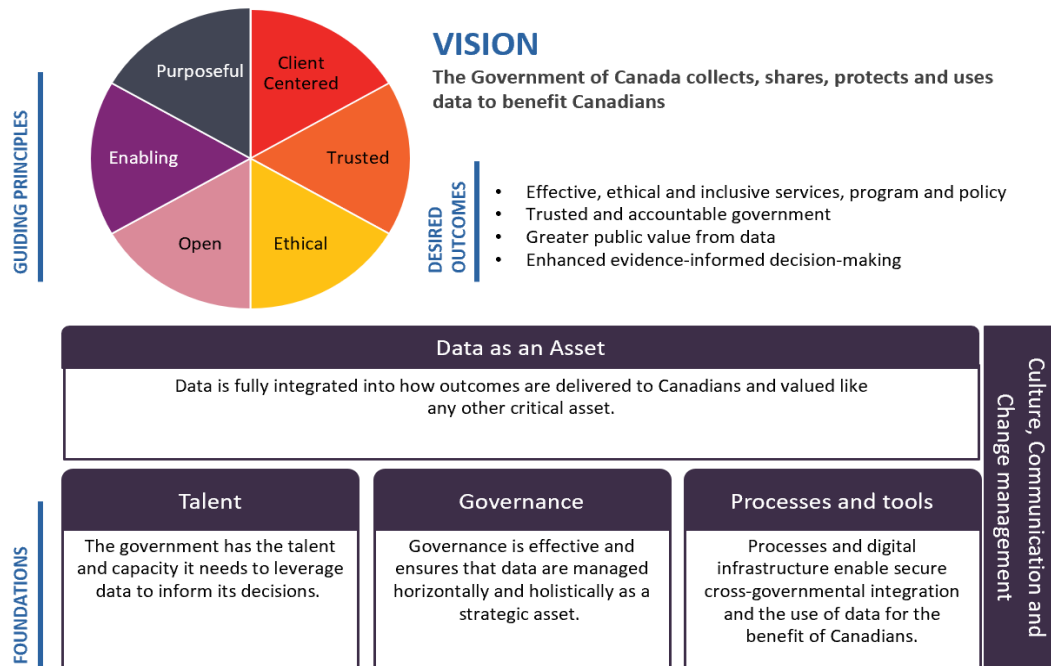 VISION
The Government of Canada collects, shares, protects and uses
data to benefit Canadians
GUIDING PRINCIPLES
Purposeful
Client
Centered
Enabling
Trusted
Open
Ethical
DESIRED
OUTCOMES
• Effective, ethical and inclusive services, program and policy
• Trusted and accountable government
• Greater public value from data
• Enhanced evidence-informed decision-making
Data as an Asset
Data is fully integrated into how outcomes are delivered to Canadians and valued like
any other critical asset.
Culture, Communication and
Change management
FOUNDATIONS
Talent
The government has the talent
and capacity it needs to leverage
data to inform its decisions.
Governance
Governance is effective and
ensures that data are managed
horizontally and holistically as a
strategic asset.
Processes and tools
Processes and digital
infrastructure enable secure
cross-governmental integration
and the use of data for the
benefit of Canadians.